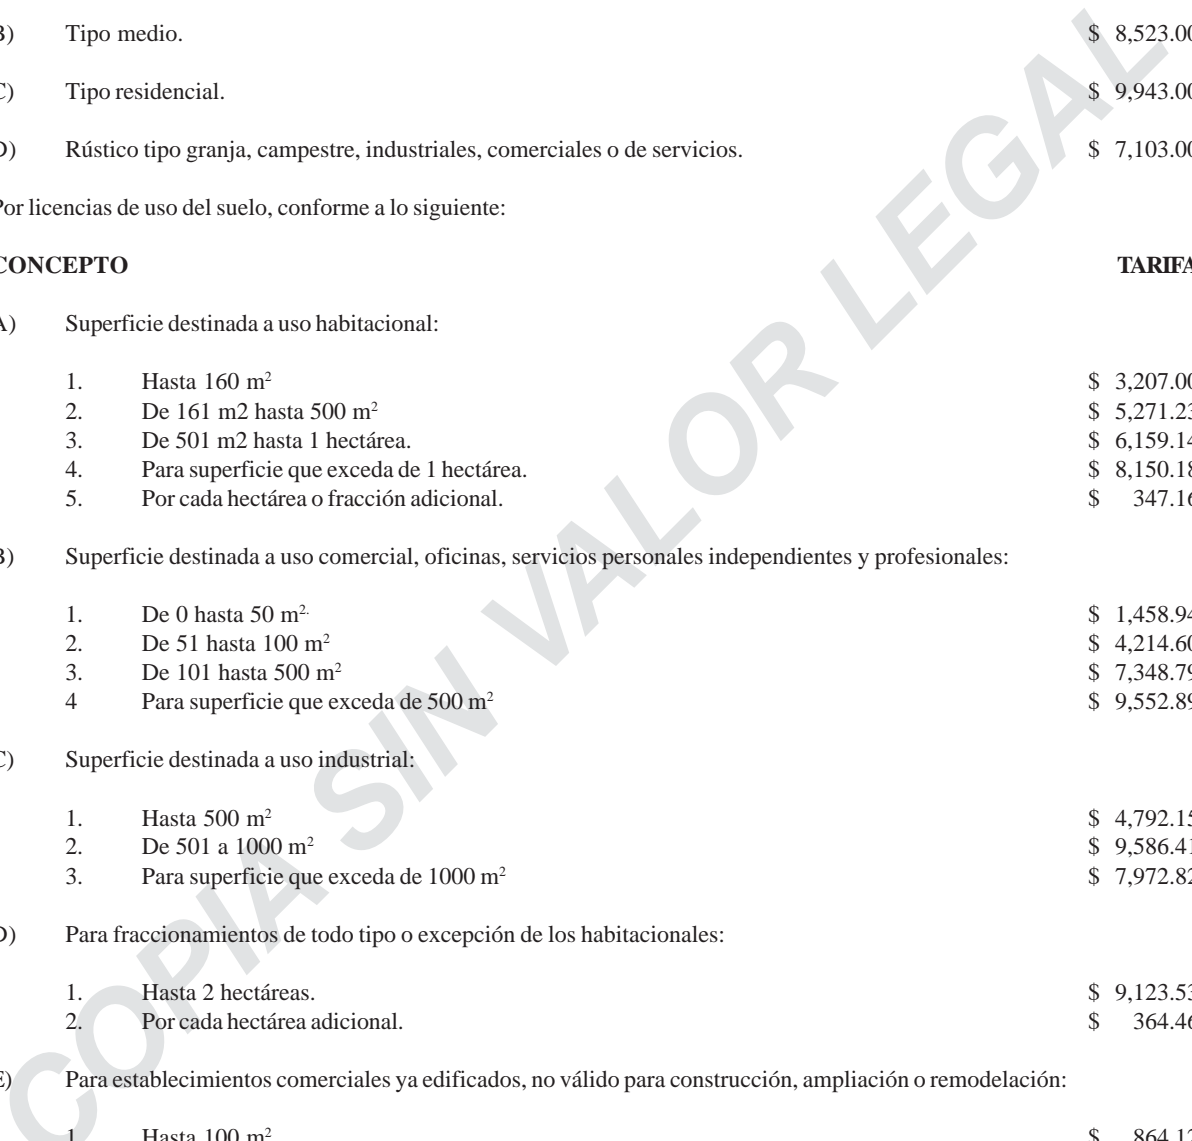 B) Tipo medio. $ 8,523.00
C) Tipo residencial. $ 9,943.00
D) Rústico tipo granja, campestre, industriales, comerciales o de servicios. $ 7,103.00
Por licencias de uso del suelo, conforme a lo siguiente:
CONCEPTO TARIFA
A) Superficie destinada a uso habitacional:
1. Hasta 160 m² $ 3,207.00
2. De 161 m2 hasta 500 m² $ 5,271.23
3. De 501 m2 hasta 1 hectárea. $ 6,159.14
4. Para superficie que exceda de 1 hectárea. $ 8,150.18
5. Por cada hectárea o fracción adicional. $ 347.16
B) Superficie destinada a uso comercial, oficinas, servicios personales independientes y profesionales:
1. De 0 hasta 50 m². $ 1,458.94
2. De 51 hasta 100 m² $ 4,214.60
3. De 101 hasta 500 m² $ 7,348.79
4 Para superficie que exceda de 500 m² $ 9,552.89
C) Superficie destinada a uso industrial:
1. Hasta 500 m² $ 4,792.15
2. De 501 a 1000 m² $ 9,586.41
3. Para superficie que exceda de 1000 m² $ 7,972.82
D) Para fraccionamientos de todo tipo o excepción de los habitacionales:
1. Hasta 2 hectáreas. $ 9,123.53
2. Por cada hectárea adicional. $ 364.46
E) Para establecimientos comerciales ya edificados, no válido para construcción, ampliación o remodelación:
1. Hasta 100 m² $ 864.12
COPIA SIN VALOR LEGAL